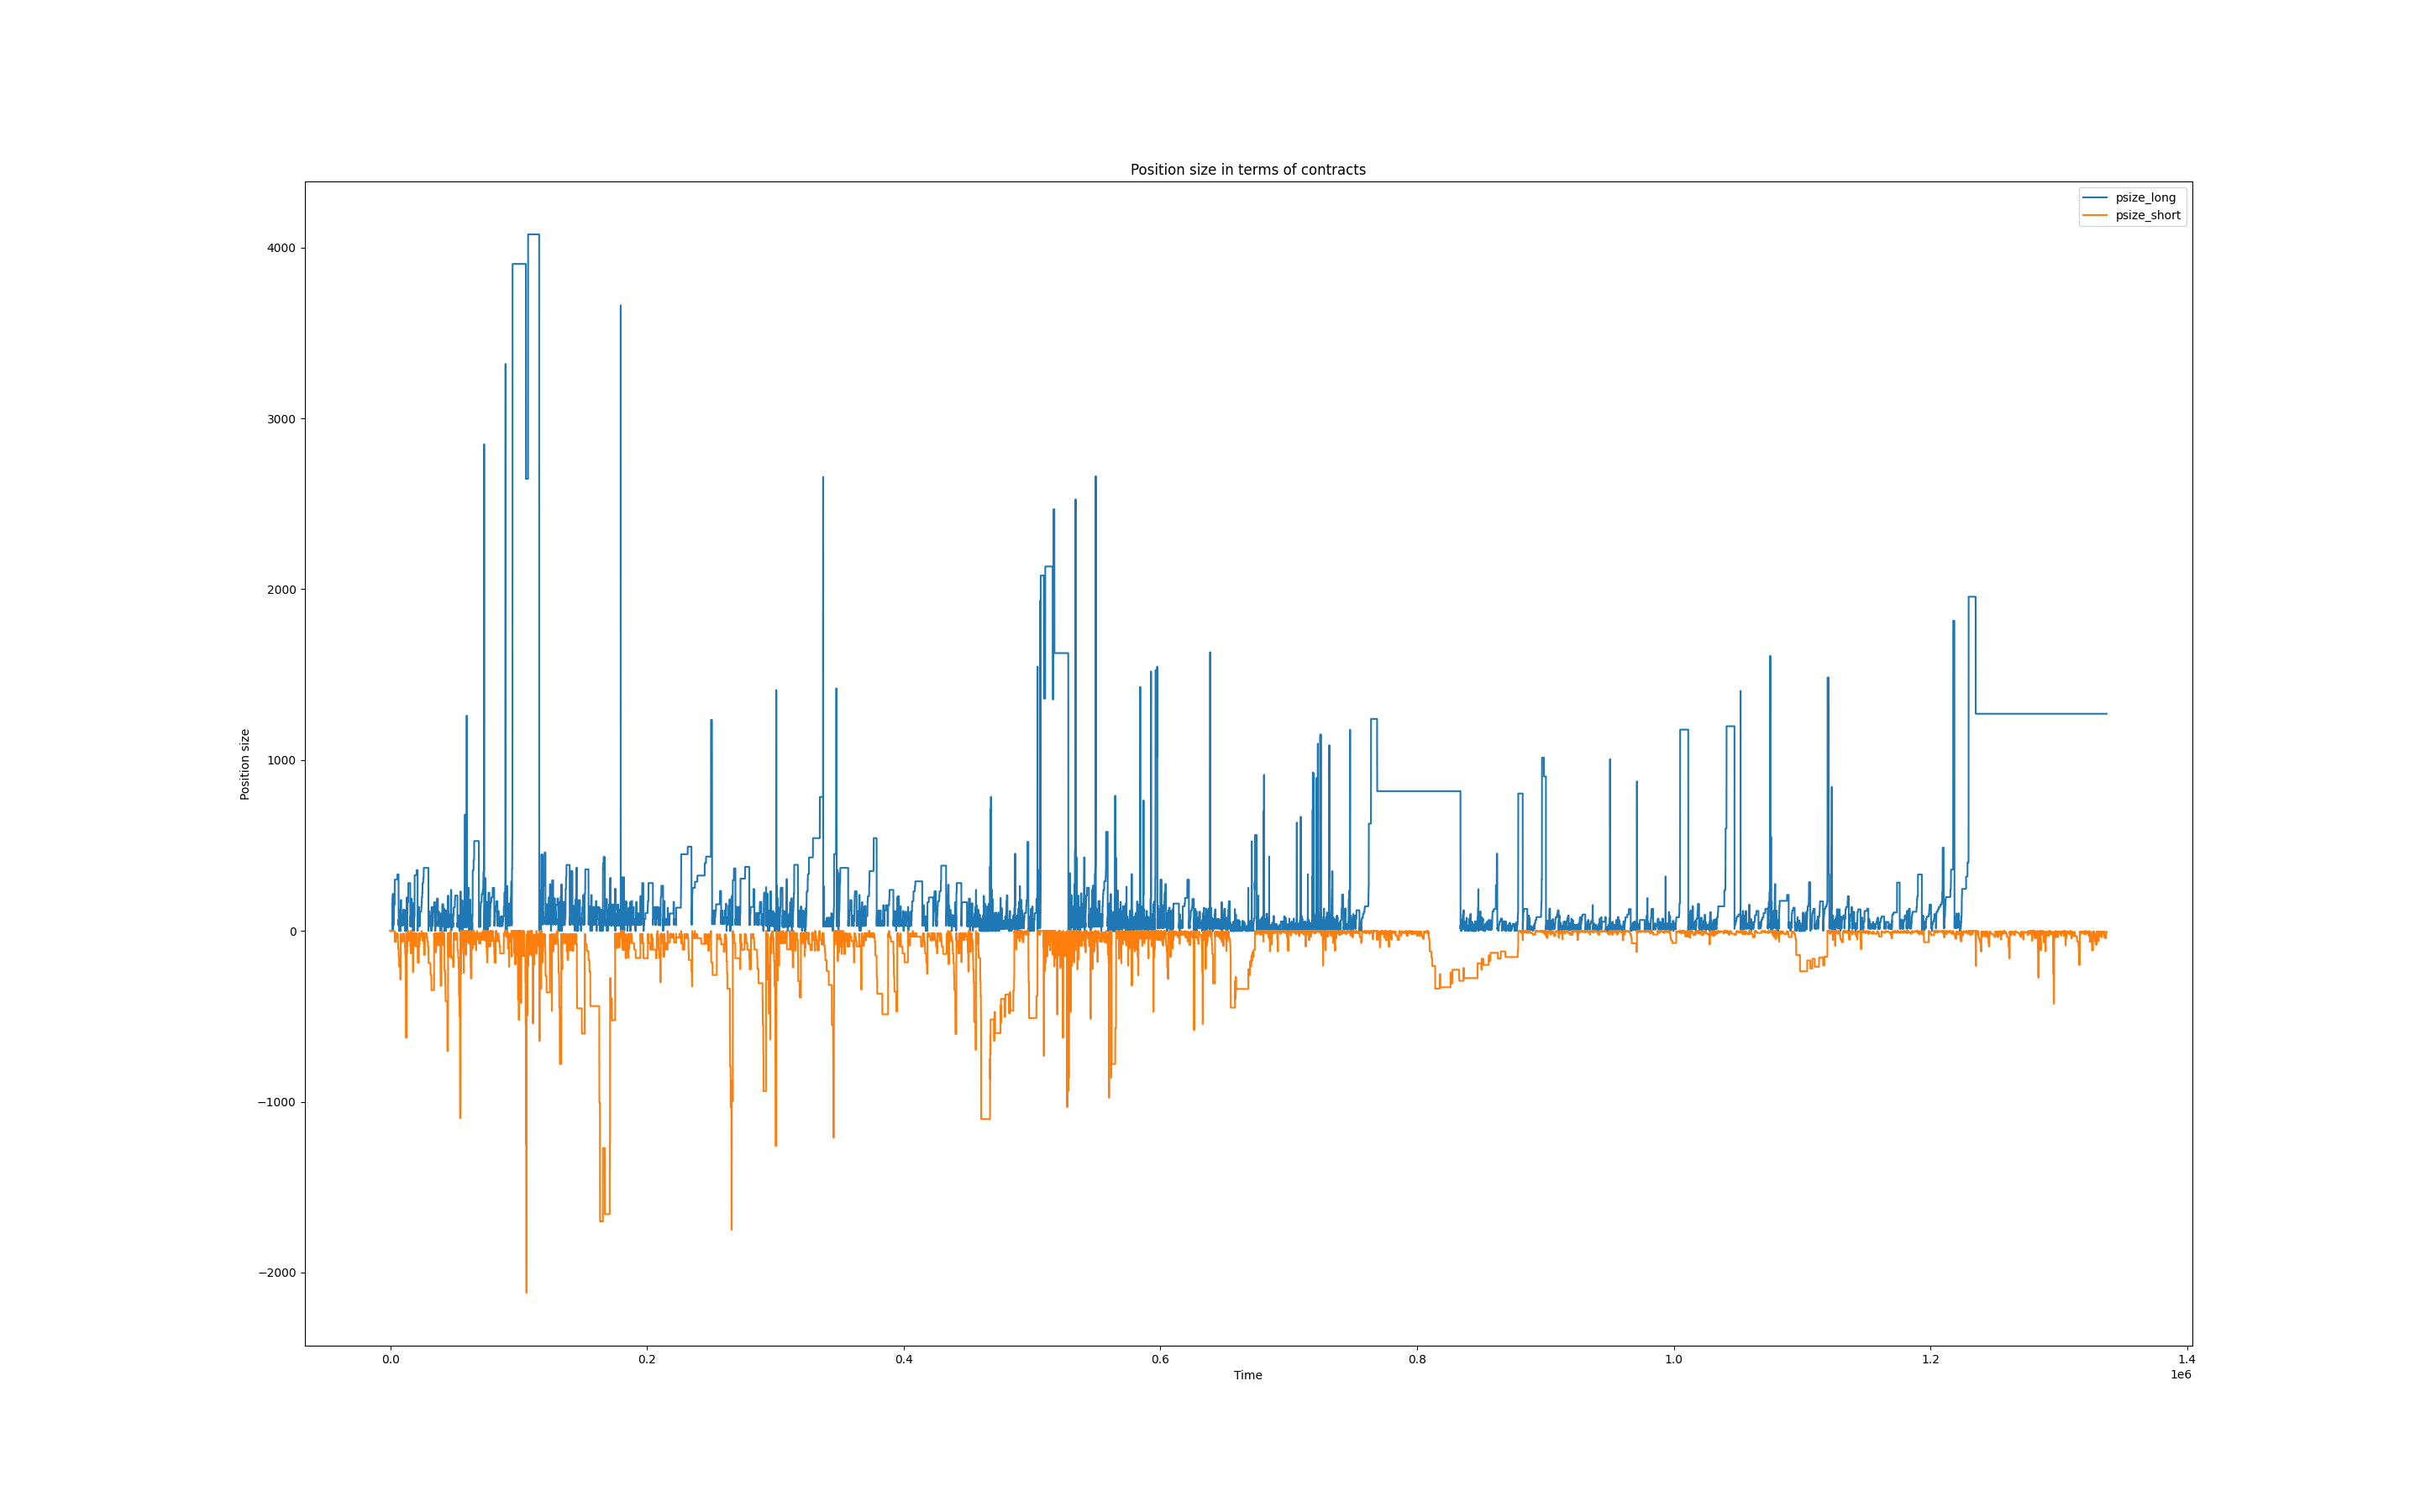 Position size in terms of contracts
psize_long
psize_short
4000
3000
2000
1000
0
−1000
−2000
Position size
0.0 0.2 0.4 0.6 0.8 1.0 1.2 1.4
Time
1e6